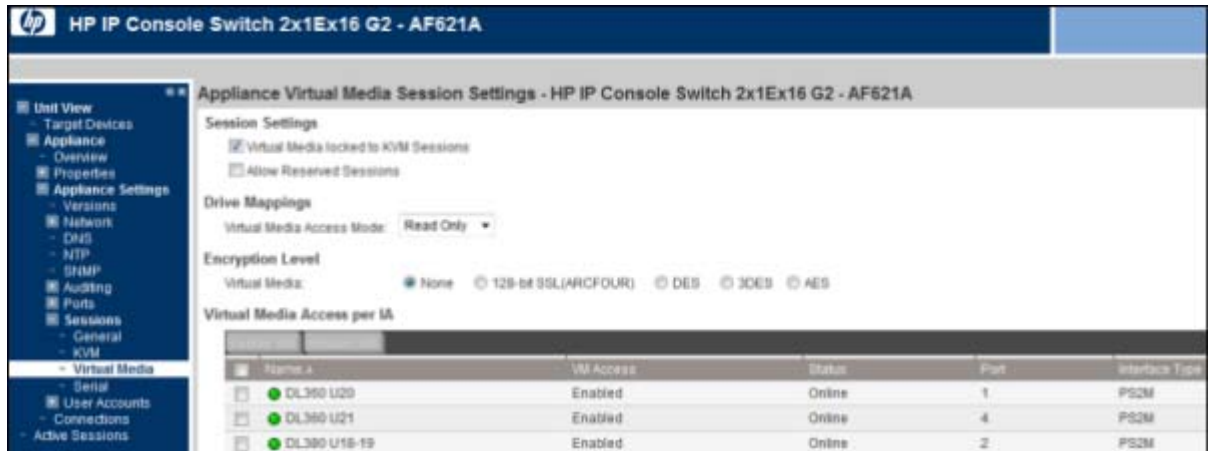 hp HP IP Console Switch 2x1Ex16 G2 - AF621A
Unit View
Target Devices
Appliance
Overview
Properties
Appliance Settings
Versions
Network
DNS
NTP
SNMP
Auditing
Ports
Sessions
General
KVM
Virtual Media
Serial
User Accounts
Connections
Active Sessions
Appliance Virtual Media Session Settings - HP IP Console Switch 2x1Ex16 G2 - AF621A
Session Settings
Virtual Media locked to KVM Sessions
Allow Reserved Sessions
Drive Mappings
Virtual Media Access Mode: Read Only
Encryption Level
Virtual Media: None 128-bit SSL(ARCFOUR) DES 3DES AES
Virtual Media Access per IA
Name VM Access Status Port Interface Type
DL360 U20 Enabled Online 1 PS2M
DL360 U21 Enabled Online 4 PS2M
DL380 U18-19 Enabled Online 2 PS2M